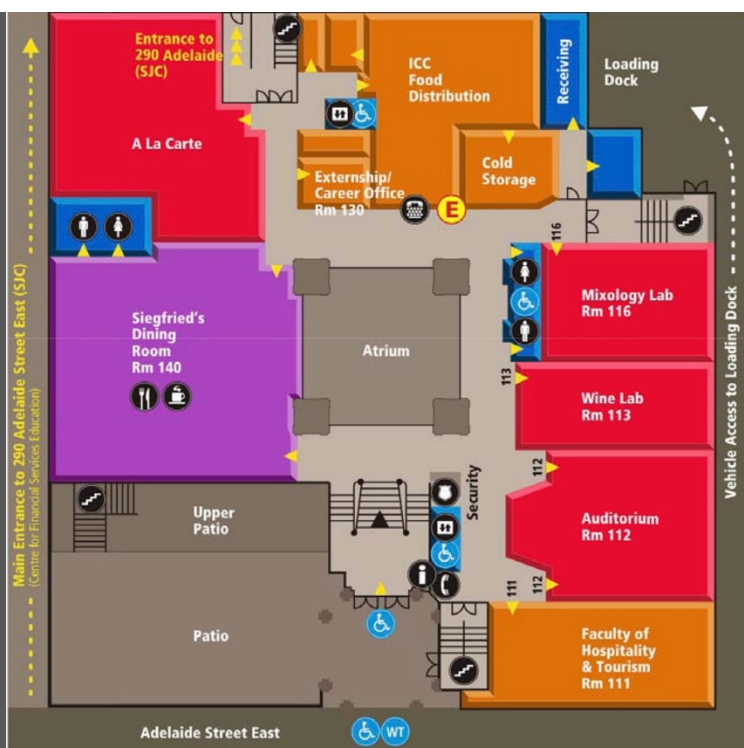 Entrance to
290 Adelaide
(SJC)
ICC
Food
Distribution
Receiving
Loading
Dock
A La Carte
Externship/
Career Office
Rm 130
Cold
Storage
E
116
Mixology Lab
Rm 116
Siegfried's
Dining
Room
Rm 140
Atrium
113
Wine Lab
Rm 113
Main Entrance to 290 Adelaide Street East (SJC)
(Centre for Financial Services Education)
Vehicle Access to Loading Dock
Security
112
Upper
Patio
Auditorium
Rm 112
i
111
112
Patio
Faculty of
Hospitality
& Tourism
Rm 111
Adelaide Street East
WT